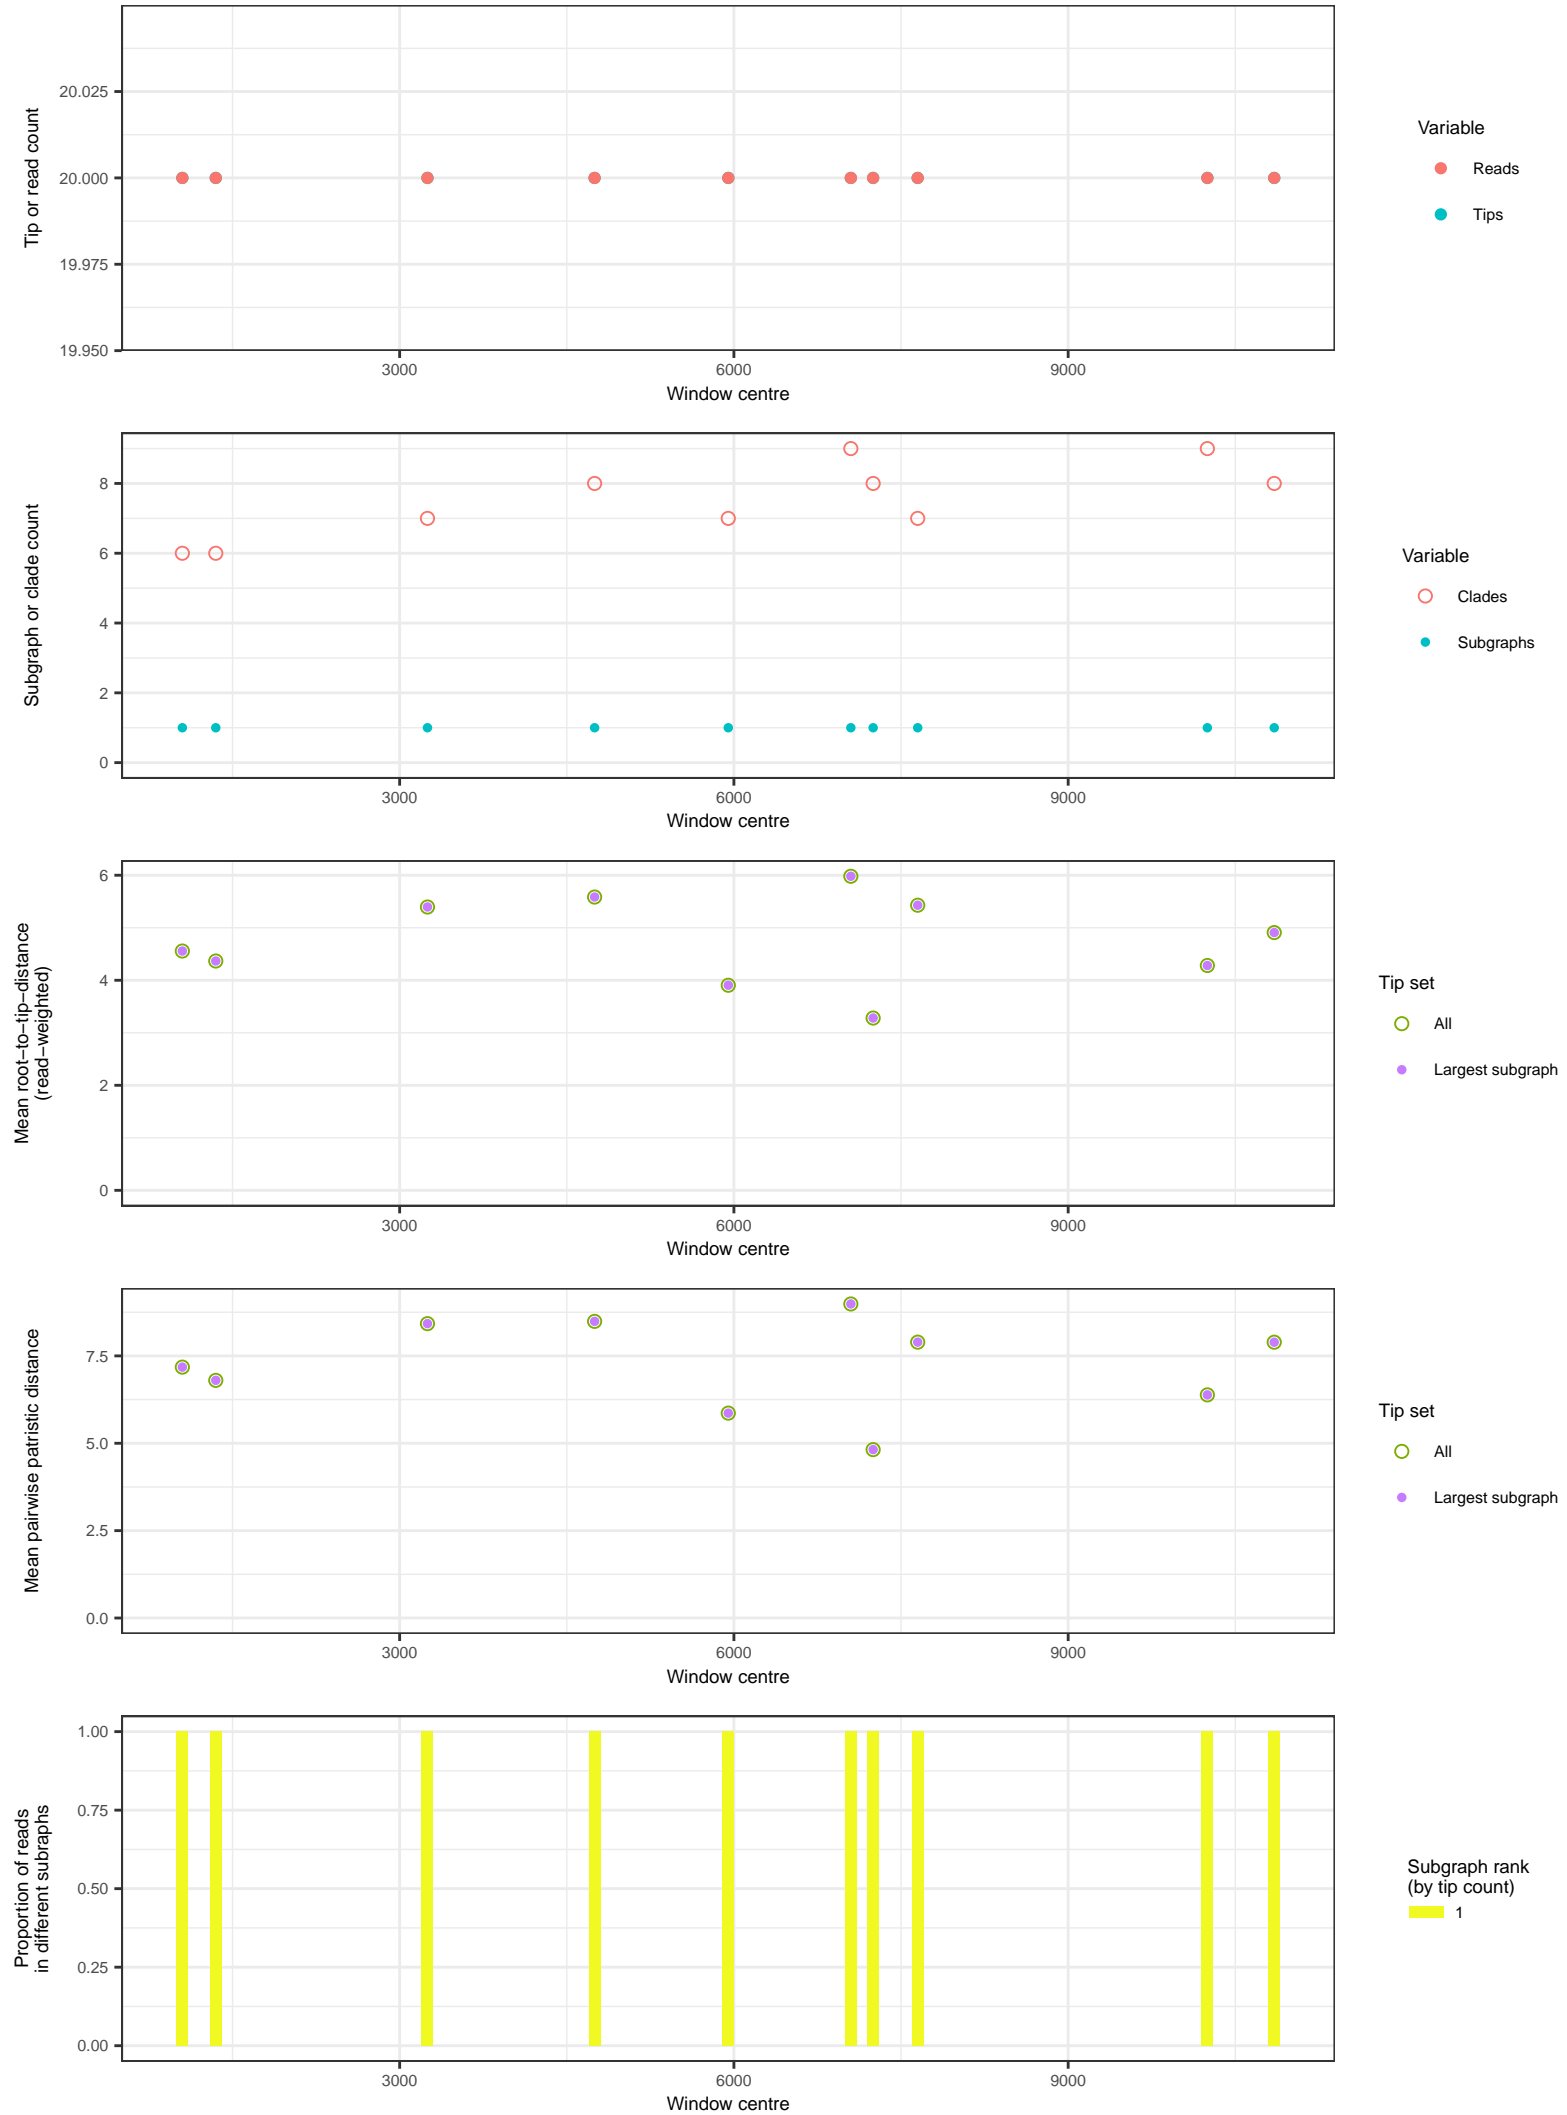 Tip or read count
20.025
20.000
19.975
19.950
3000
6000
9000
Window centre
Variable
Reads
Tips
Subgraph or clade count
8
6
4
2
0
3000
6000
9000
Window centre
Variable
Clades
Subgraphs
Mean root−to−tip−distance
(read−weighted)
6
4
2
0
3000
6000
9000
Window centre
Tip set
All
Largest subgraph
Mean pairwise patristic distance
7.5
5.0
2.5
0.0
3000
6000
9000
Window centre
Tip set
All
Largest subgraph
Proportion of reads
in different subraphs
1.00
0.75
0.50
0.25
0.00
3000
6000
9000
Window centre
Subgraph rank
(by tip count)
1